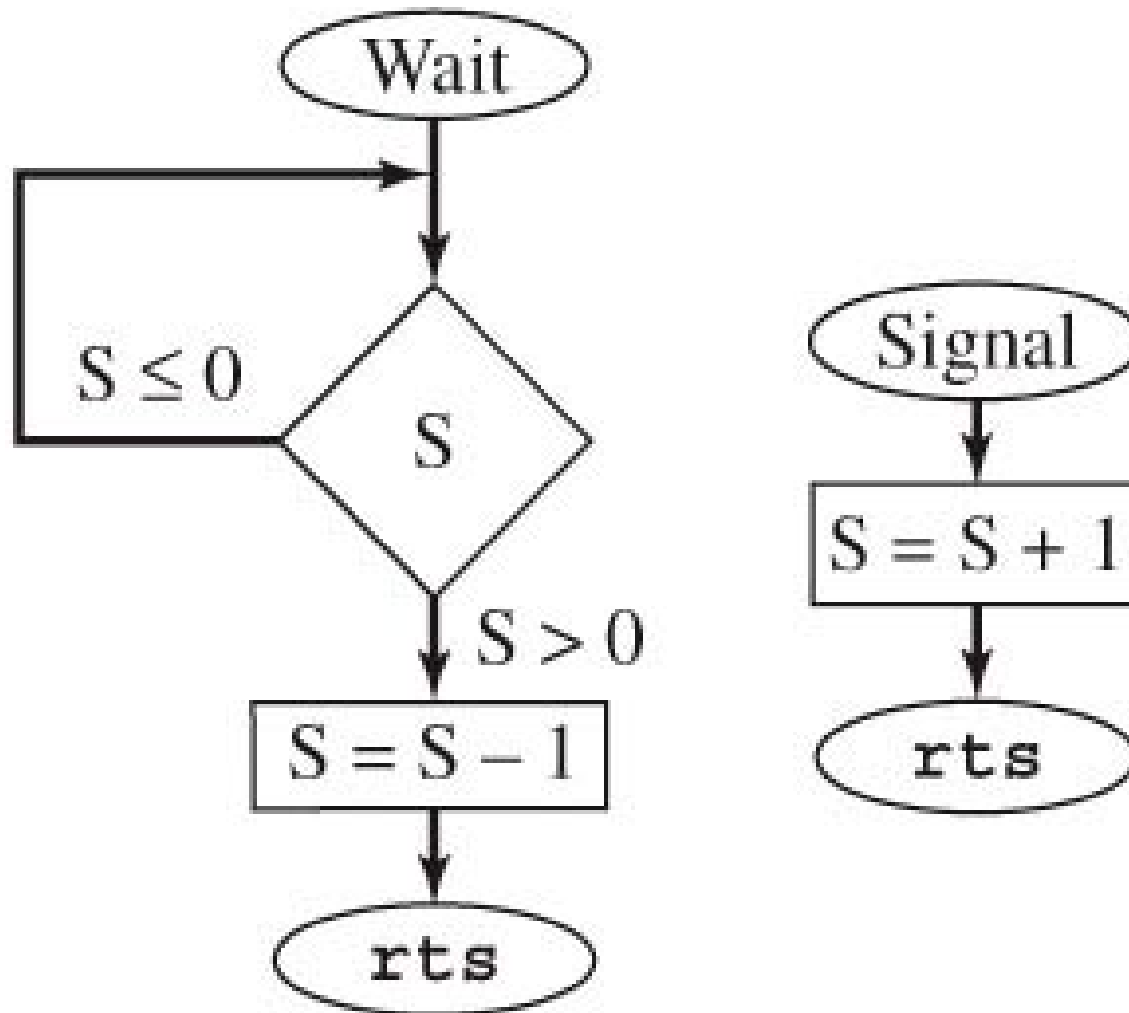 Wait
S ≤ 0
S
S > 0
S = S – 1
rts
Signal
S = S + 1
rts